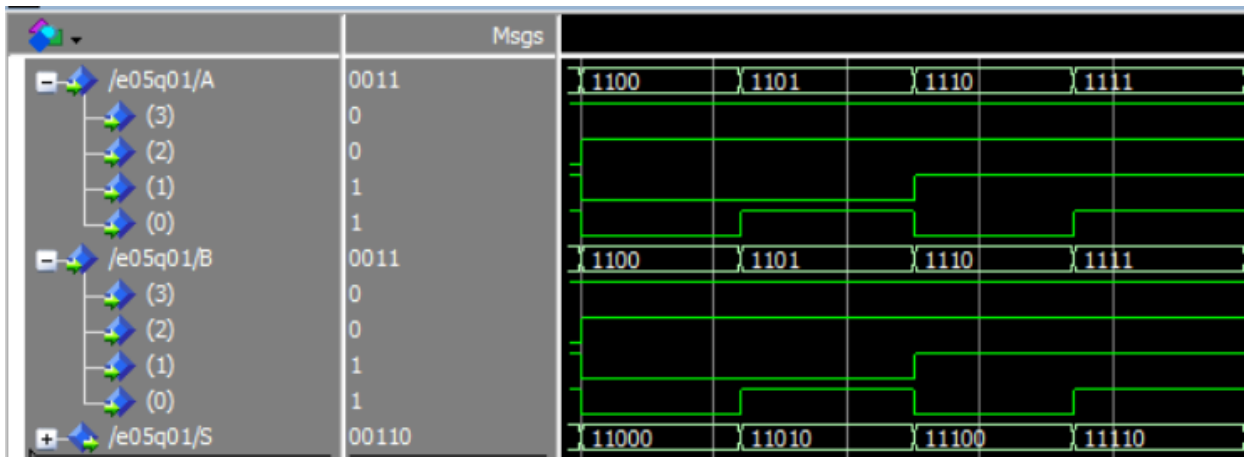 Msgs
/e05q01/A 0011 1100 1101 1110 1111
(3) 0
(2) 0
(1) 1
(0) 1
/e05q01/B 0011 1100 1101 1110 1111
(3) 0
(2) 0
(1) 1
(0) 1
/e05q01/S 00110 11000 11010 11100 11110